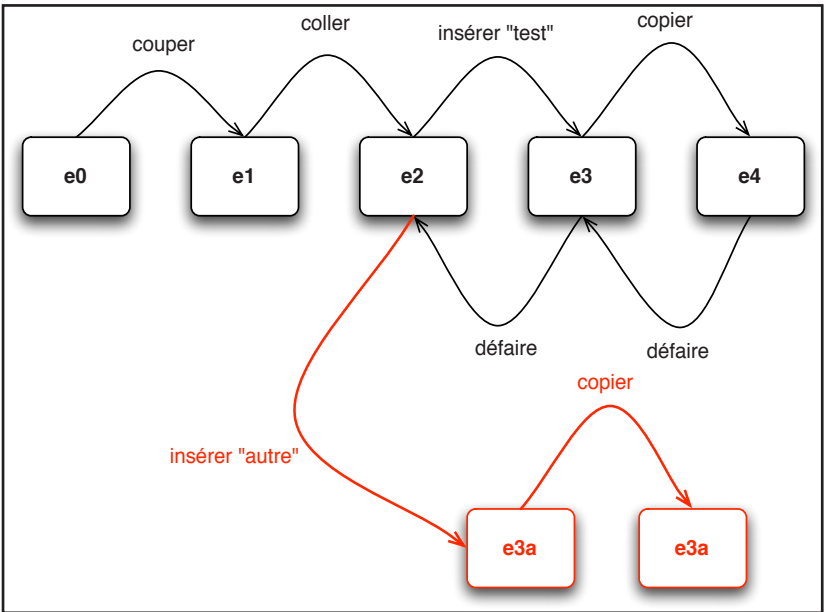 couper
coller
insérer "test"
copier
e0
e1
e2
e3
e4
défaire
défaire
copier
insérer "autre"
e3a
e3a